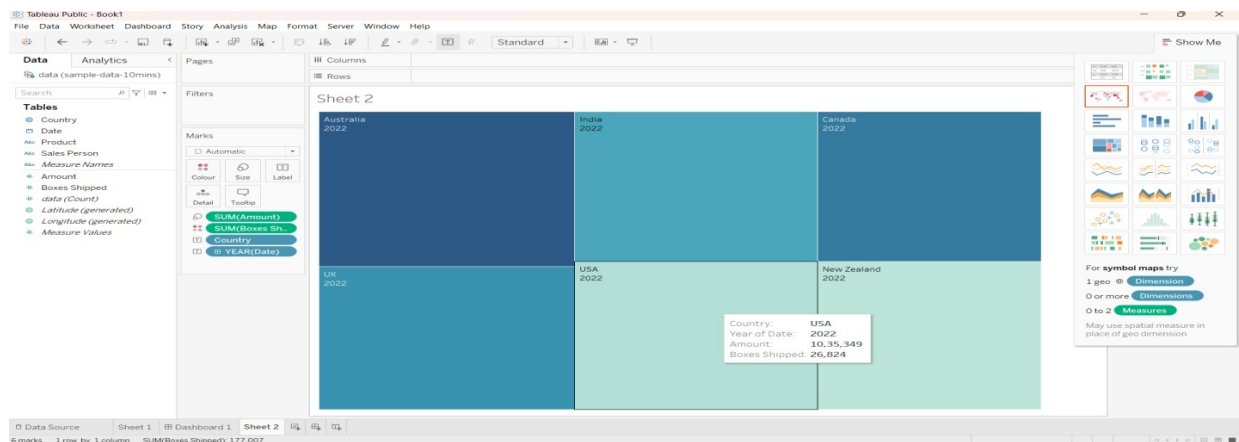 Tableau Public - Book1
File Data Worksheet Dashboard Story Analysis Map Format Server Window Help
Standard
Show Me
Data Analytics
Pages
Columns
data (sample-data-10mins)
Rows
Search
Filters
Sheet 2
Tables
Country
Date
Abc Product
Abc Sales Person
Abc Measure Names
# Amount
# Boxes Shipped
# data (Count)
Latitude (generated)
Longitude (generated)
# Measure Values
Marks
Automatic
Colour Size Label
Detail Tooltip
SUM(Amount)
SUM(Boxes Sh..
Country
YEAR(Date)
Australia
2022
India
2022
Canada
2022
UK
2022
USA
2022
New Zealand
2022
Country: USA
Year of Date: 2022
Amount: 10,35,349
Boxes Shipped: 26,824
For symbol maps try
1 geo Dimension
0 or more Dimensions
0 to 2 Measures
May use spatial measure in
place of geo dimension
Data Source Sheet 1 Dashboard 1 Sheet 2
6 marks 1 row by 1 column SUM(Boxes Shipped): 177,007